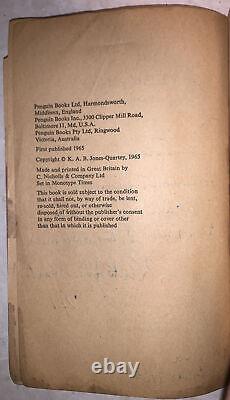 Penguin Books Ltd, Harmondsworth,
Middlesex, England
Penguin Books Inc., 3300 Clipper Mill Road,
Baltimore 11, Md, U.S.A.
Penguin Books Pty Ltd, Ringwood
Victoria, Australia
First published 1965
Copyright © K. A. B. Jones-Quartey, 1965
Made and printed in Great Britain by
C. Nicholls & Company Ltd
Set in Monotype Times
This book is sold subject to the condition
that it shall not, by way of trade, be lent,
re-sold, hired out, or otherwise
disposed of without the publisher's consent
in any form of binding or cover other
than that in which it is published
© 111es.com